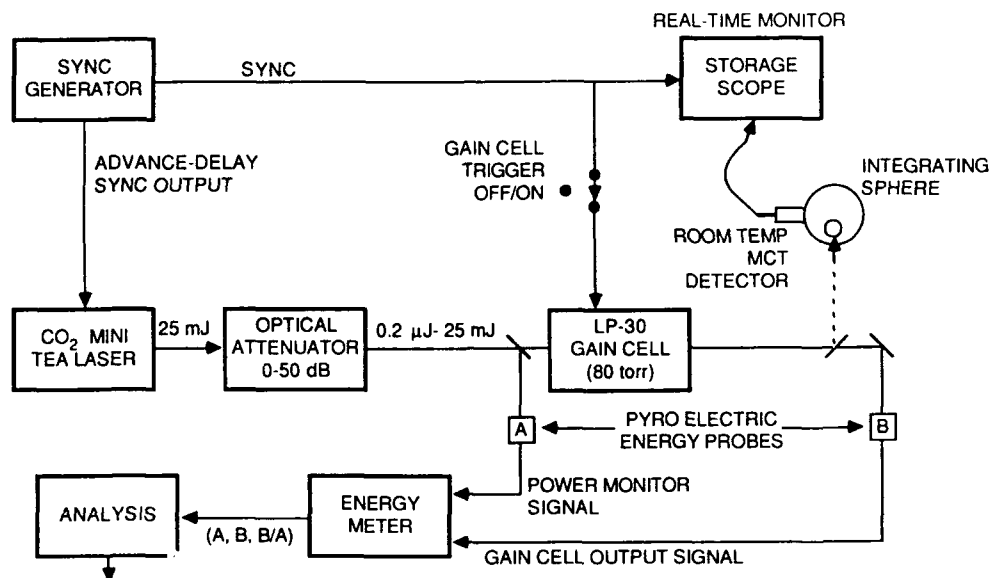 REAL-TIME MONITOR
SYNC
GENERATOR
SYNC
STORAGE
SCOPE
ADVANCE-DELAY
SYNC OUTPUT
GAIN CELL
TRIGGER
OFF/ON
INTEGRATING
SPHERE
ROOM TEMP
MCT
DETECTOR
CO₂ MINI
TEA LASER
25 mJ
OPTICAL
ATTENUATOR
0-50 dB
0.2 μJ- 25 mJ
LP-30
GAIN CELL
(80 torr)
A
PYRO ELECTRIC
ENERGY PROBES
B
POWER MONITOR
SIGNAL
ANALYSIS
(A, B, B/A)
ENERGY
METER
GAIN CELL OUTPUT SIGNAL